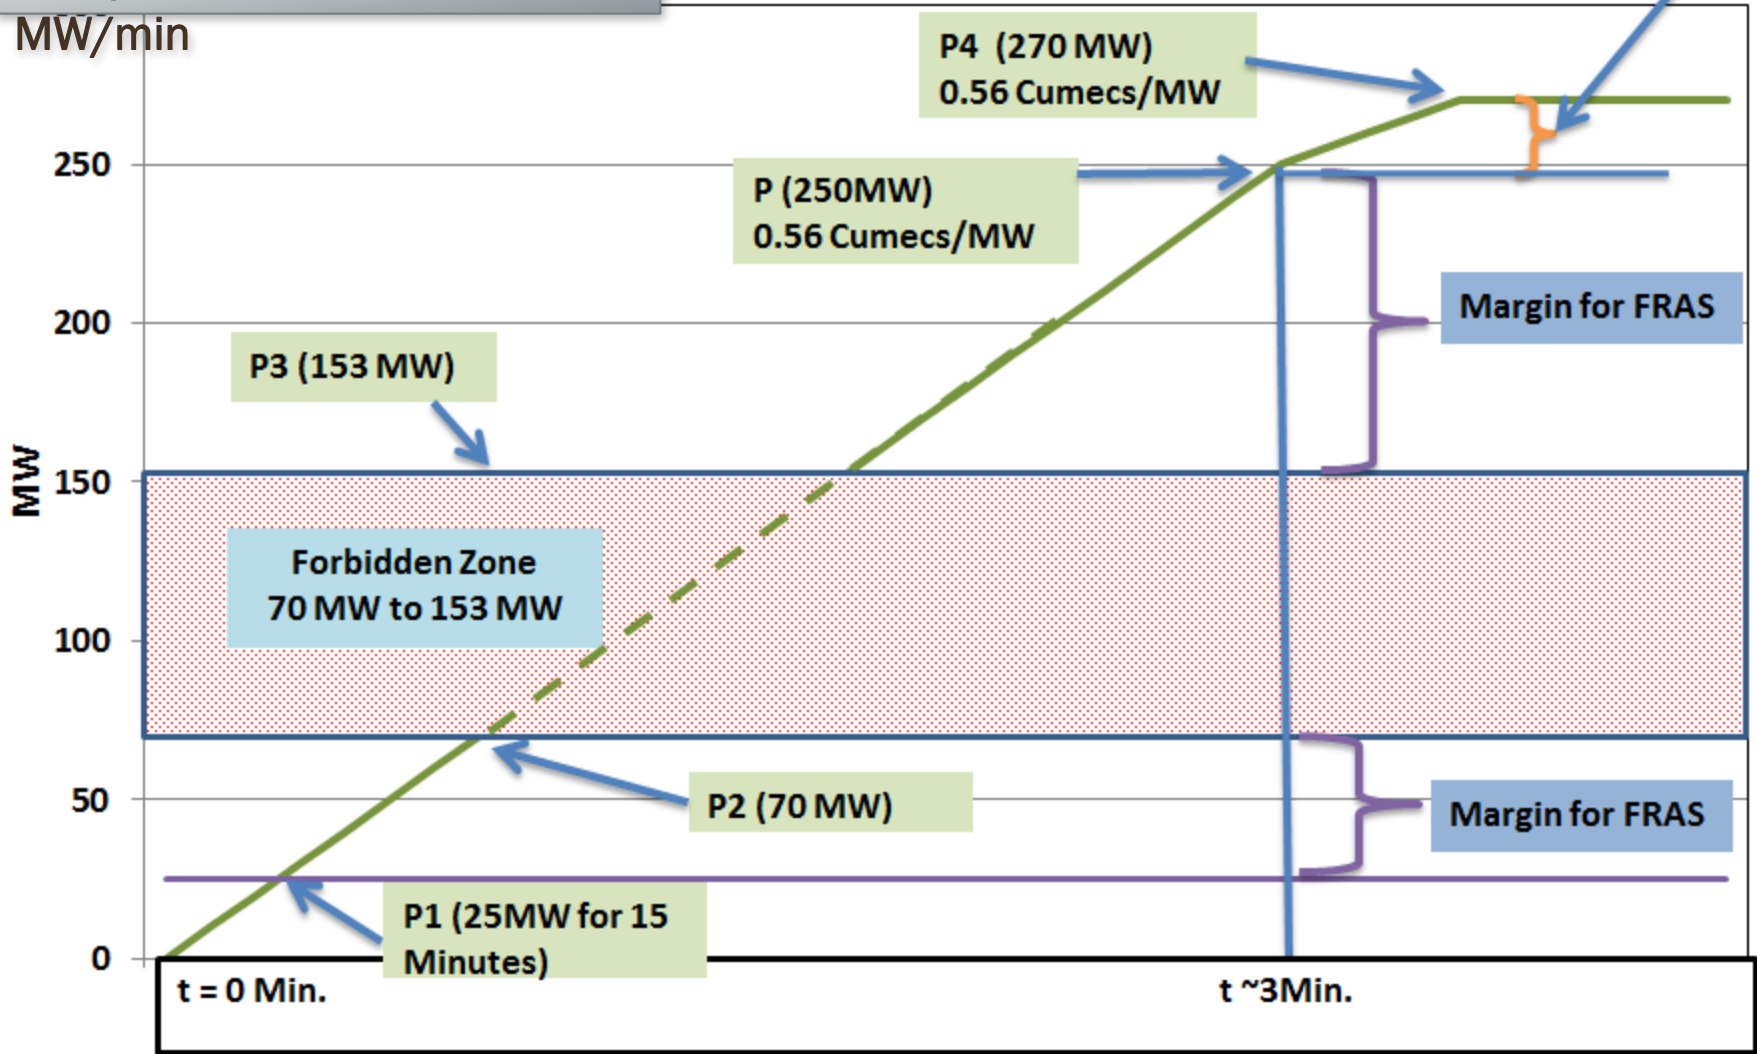 MW/min
P4 (270 MW)
0.56 Cumecs/MW
250
P (250MW)
0.56 Cumecs/MW
Margin for FRAS
200
P3 (153 MW)
MW
150
Forbidden Zone
70 MW to 153 MW
100
50
P2 (70 MW)
Margin for FRAS
P1 (25MW for 15
Minutes)
0
t = 0 Min.
t ~3Min.